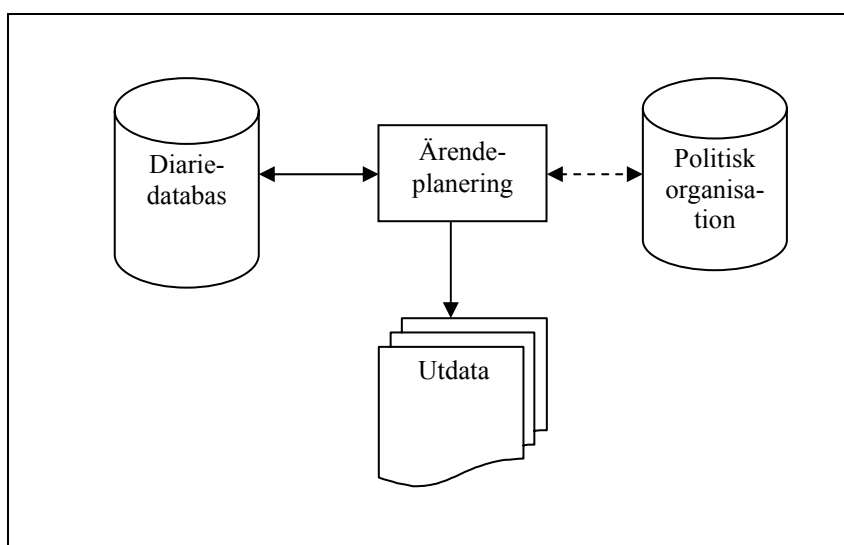 Diarie-
databas
Ärende-
planering
Politisk
organisa-
tion
Utdata